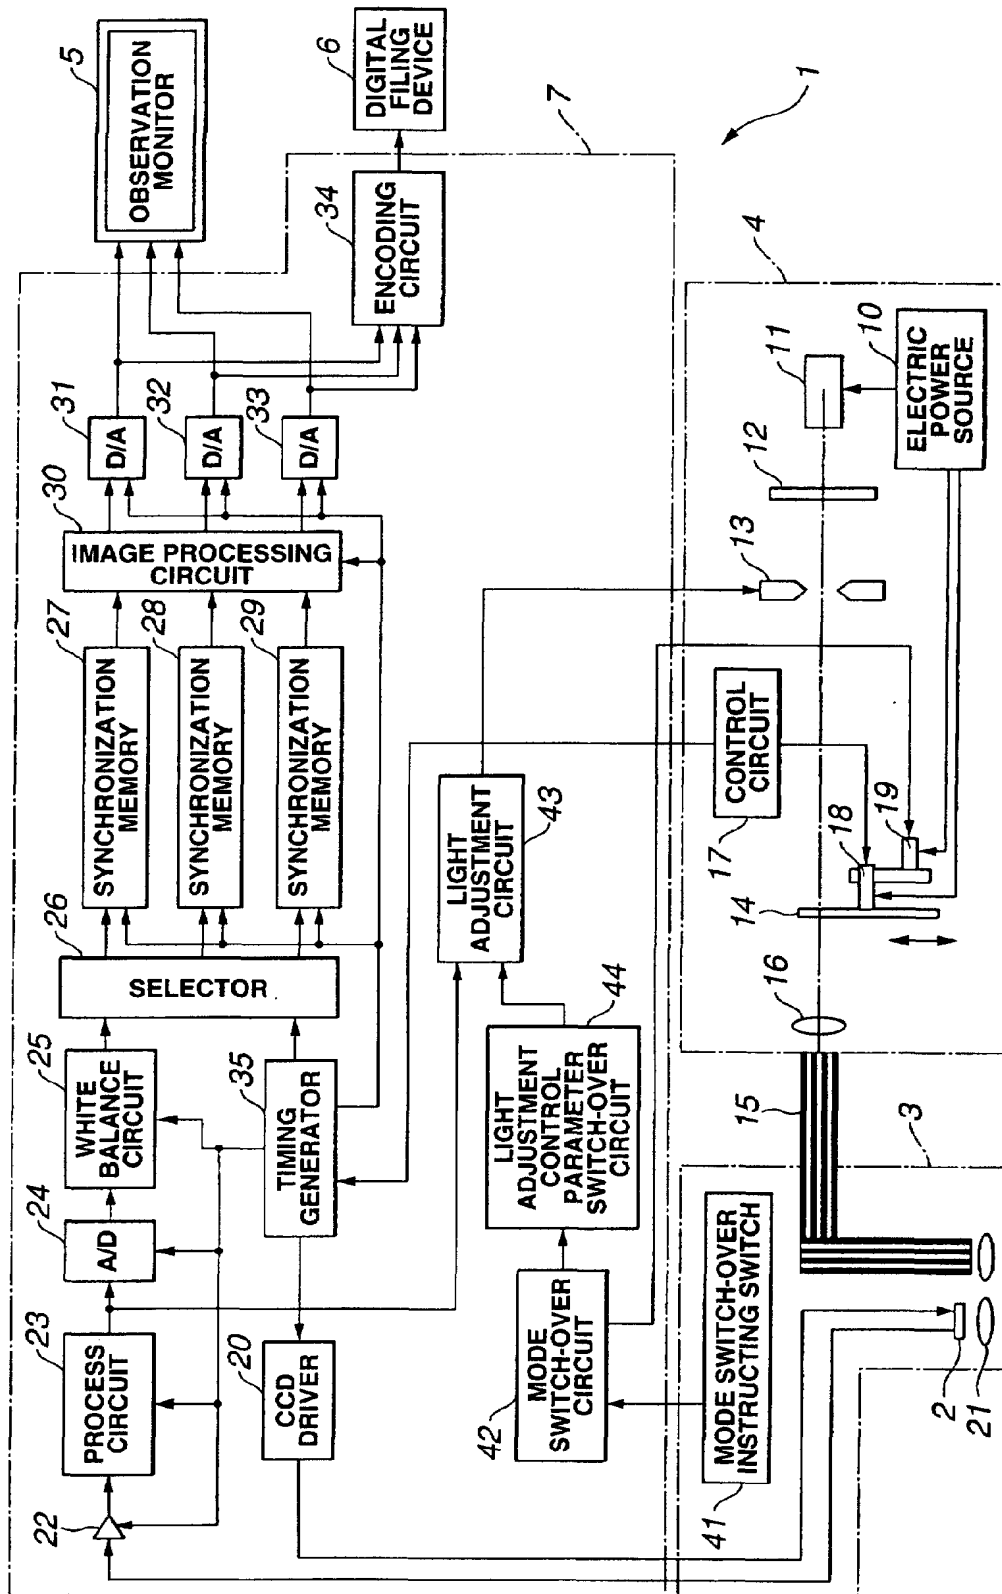 5
OBSERVATION
MONITOR
6
DIGITAL
FILING
DEVICE
7
1
34
ENCODING
CIRCUIT
31
D/A
32
D/A
33
D/A
30
IMAGE PROCESSING
CIRCUIT
27
SYNCHRONIZATION
MEMORY
28
SYNCHRONIZATION
MEMORY
29
SYNCHRONIZATION
MEMORY
26
SELECTOR
25
WHITE
BALANCE
CIRCUIT
24
A/D
23
PROCESS
CIRCUIT
22
35
TIMING
GENERATOR
20
CCD
DRIVER
43
LIGHT
ADJUSTMENT
CIRCUIT
44
LIGHT
ADJUSTMENT
CONTROL
PARAMETER
SWITCH-OVER
CIRCUIT
42
MODE
SWITCH-OVER
CIRCUIT
4
11
10
ELECTRIC
POWER
SOURCE
12
13
17
CONTROL
CIRCUIT
18
19
14
16
15
3
41
MODE SWITCH-OVER
INSTRUCTING SWITCH
2
21